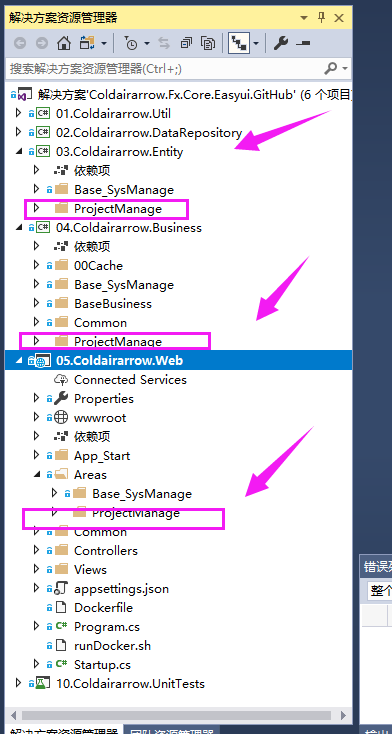 解决方案资源管理器
搜索解决方案资源管理器(Ctrl+;)
解决方案'Coldairarrow.Fx.Core.Easyui.GitHub' (6 个项目)
01.Coldairarrow.Util
02.Coldairarrow.DataRepository
03.Coldairarrow.Entity
依赖项
Base_SysManage
ProjectManage
04.Coldairarrow.Business
依赖项
00Cache
Base_SysManage
BaseBusiness
Common
ProjectManage
05.Coldairarrow.Web
Connected Services
Properties
wwwroot
依赖项
App_Start
Areas
Base_SysManage
ProjectManage
Common
Controllers
Views
appsettings.json
Dockerfile
Program.cs
runDocker.sh
Startup.cs
10.Coldairarrow.UnitTests
错误列
整个
解决方案资源管理器 团队资源管理器
输出